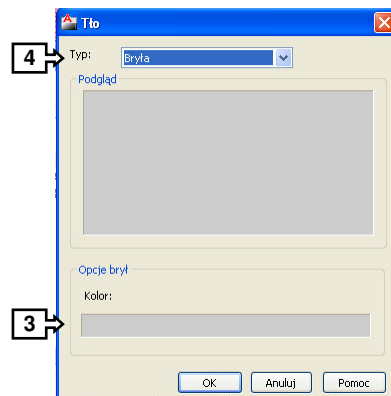 Tło
4
Typ:
Bryła
Podgląd
Opcje brył
Kolor:
3
OK
Anuluj
Pomoc